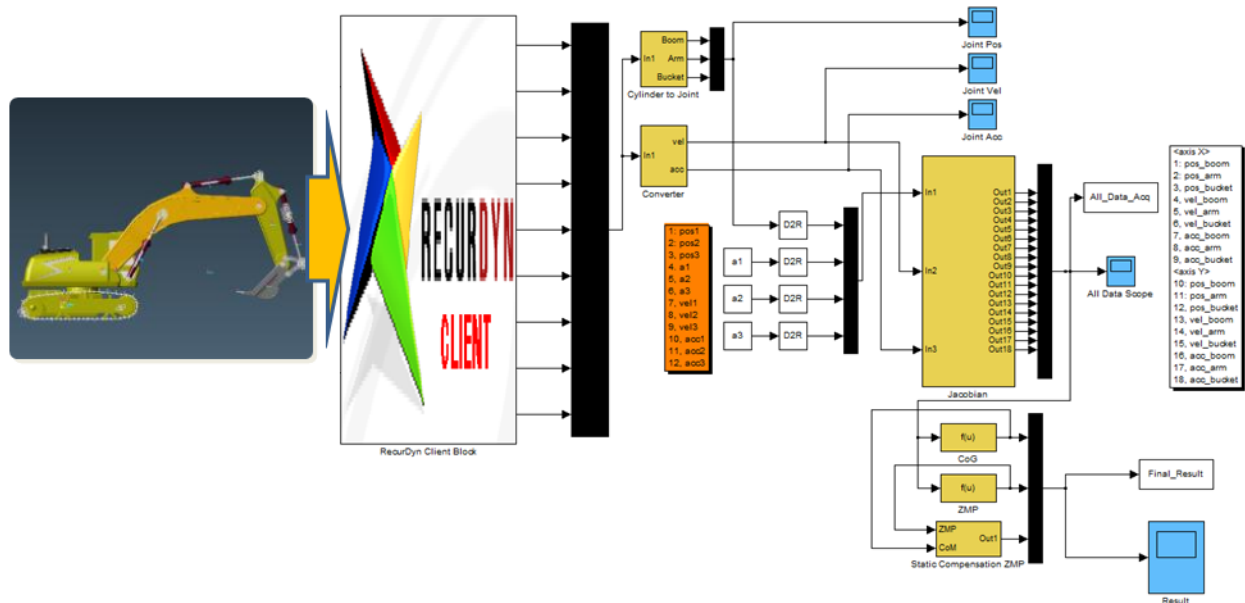 RECURDYN
CLIENT
RecurDyn Client Block
In1
Boom
Arm
Bucket
Cylinder to Joint
In1
vel
acc
Converter
Joint Pos
Joint Vel
Joint Acc
1: pos1
2: pos2
3: pos3
4, a1
5, a2
6, a3
7, vel1
8, vel2
9, vel3
10, acc1
11, acc2
12, acc3
a1
a2
a3
D2R
D2R
D2R
D2R
In1
In2
In3
Out1
Out2
Out3
Out4
Out5
Out6
Out7
Out8
Out9
Out10
Out11
Out12
Out13
Out14
Out15
Out16
Out17
Out18
Jacobian
All_Data_Acq
All Data Scope
<axis X>
1: pos_boom
2: pos_arm
3, pos_bucket
4, vel_boom
5, vel_arm
6, vel_bucket
7, acc_boom
8, acc_arm
9, acc_bucket
<axis Y>
10: pos_boom
11: pos_arm
12, pos_bucket
13, vel_boom
14, vel_arm
15, vel_bucket
16, acc_boom
17, acc_arm
18, acc_bucket
f(u)
CoG
f(u)
ZMP
ZMP
CoM
Out1
Static Compensation ZMP
Final_Result
Result